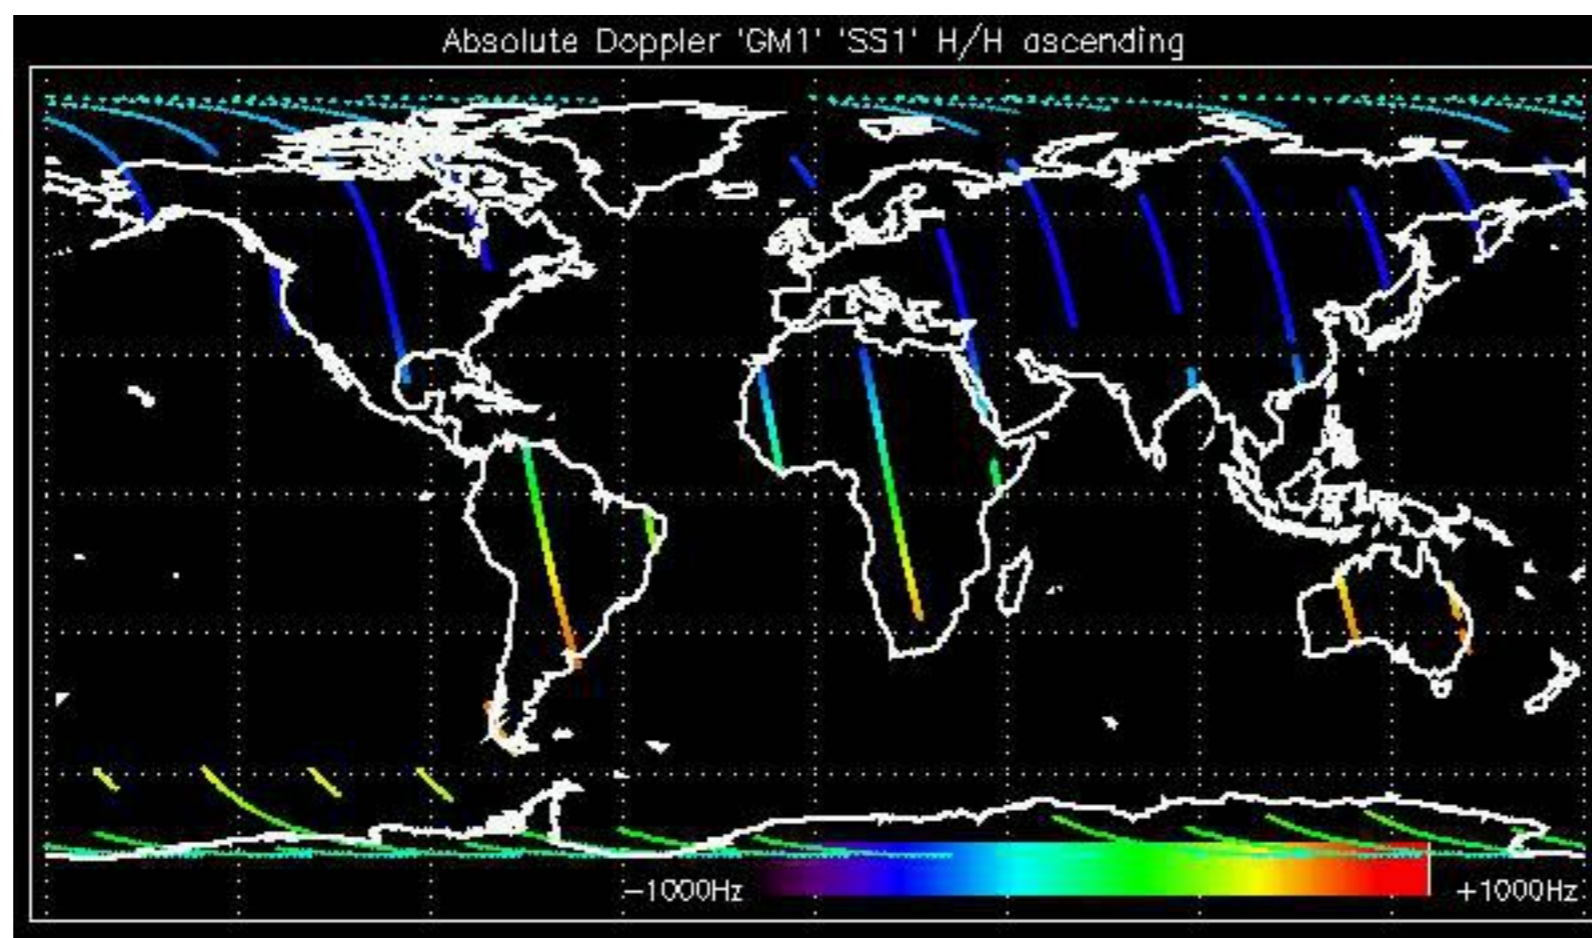 Absolute Doppler 'GM1' 'SS1' H/H ascending
−1000Hz
+1000Hz